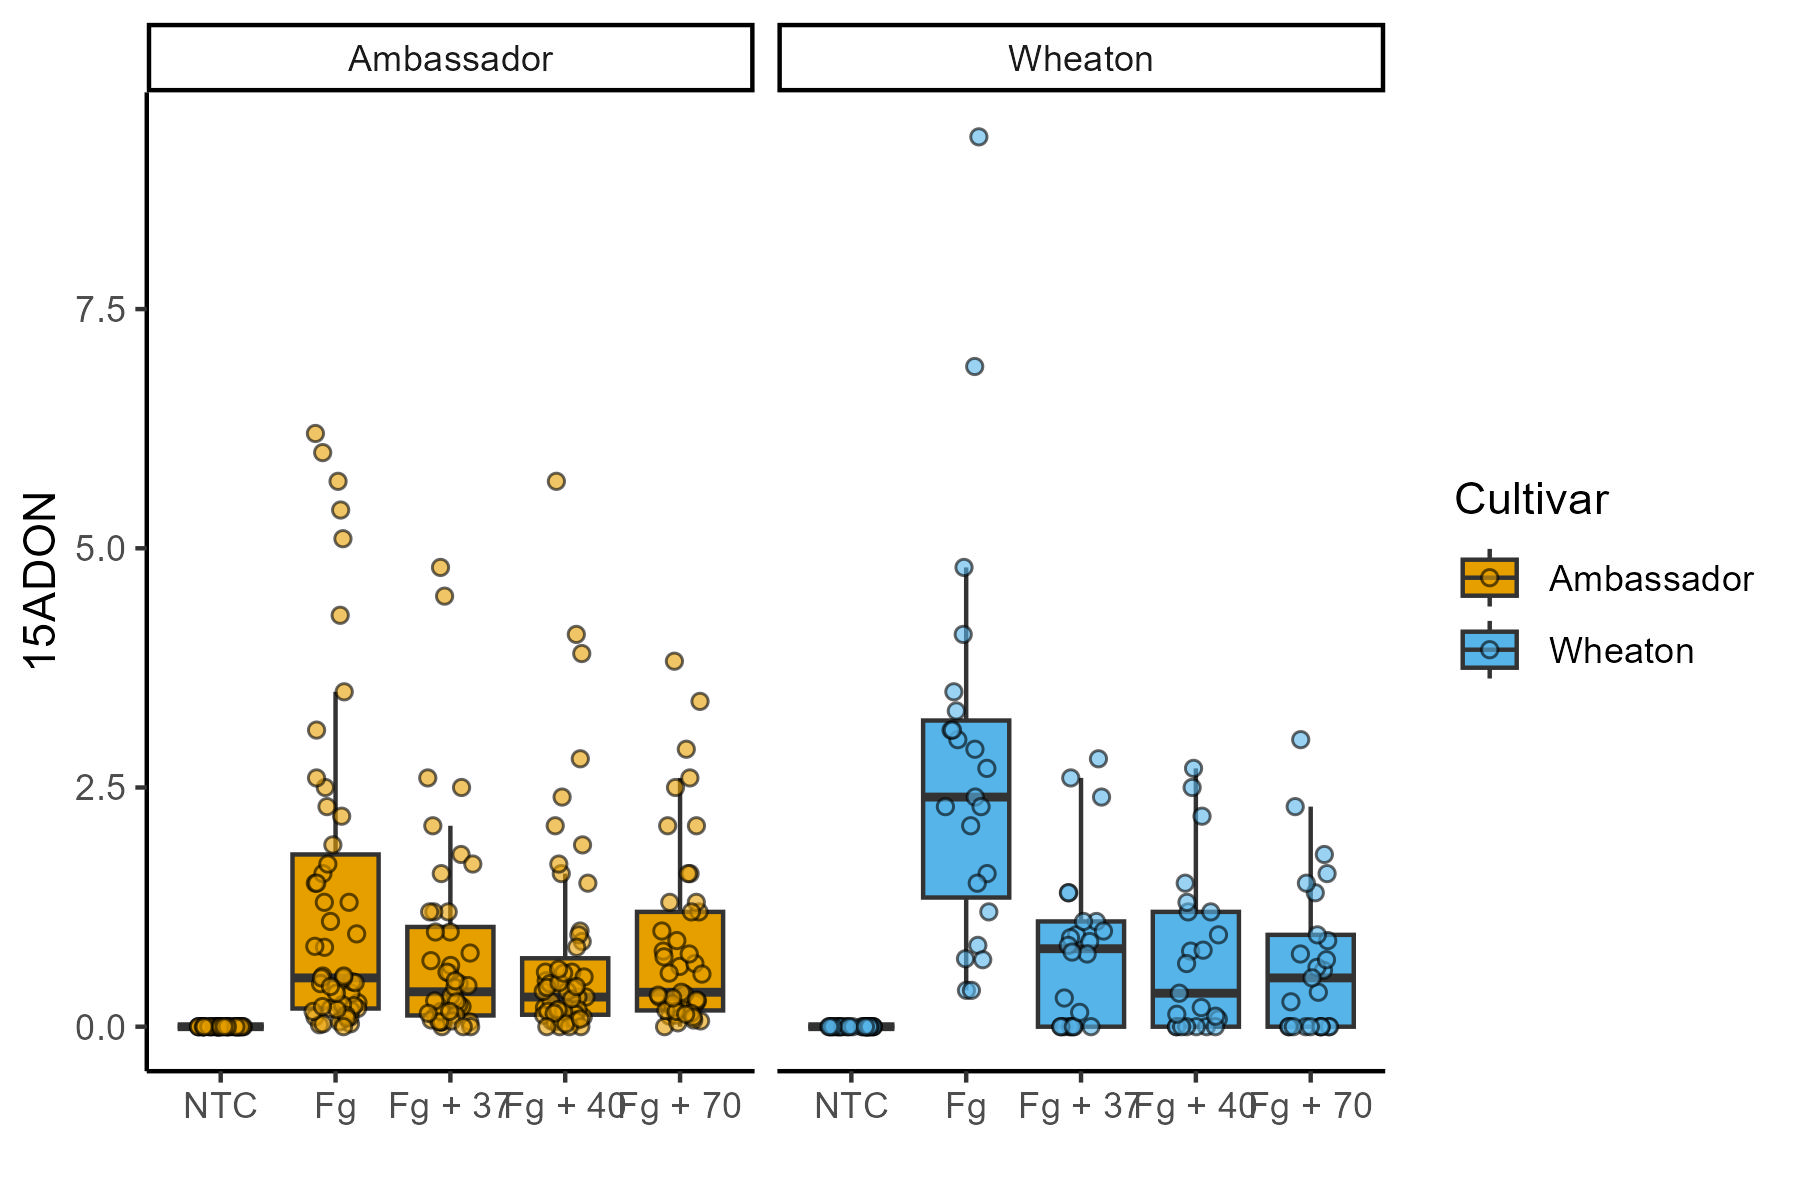 Ambassador Wheaton
15ADON
7.5
5.0
2.5
0.0
NTC Fg Fg + 37 Fg + 40 Fg + 70 NTC Fg Fg + 37 Fg + 40 Fg + 70
Cultivar
Ambassador
Wheaton